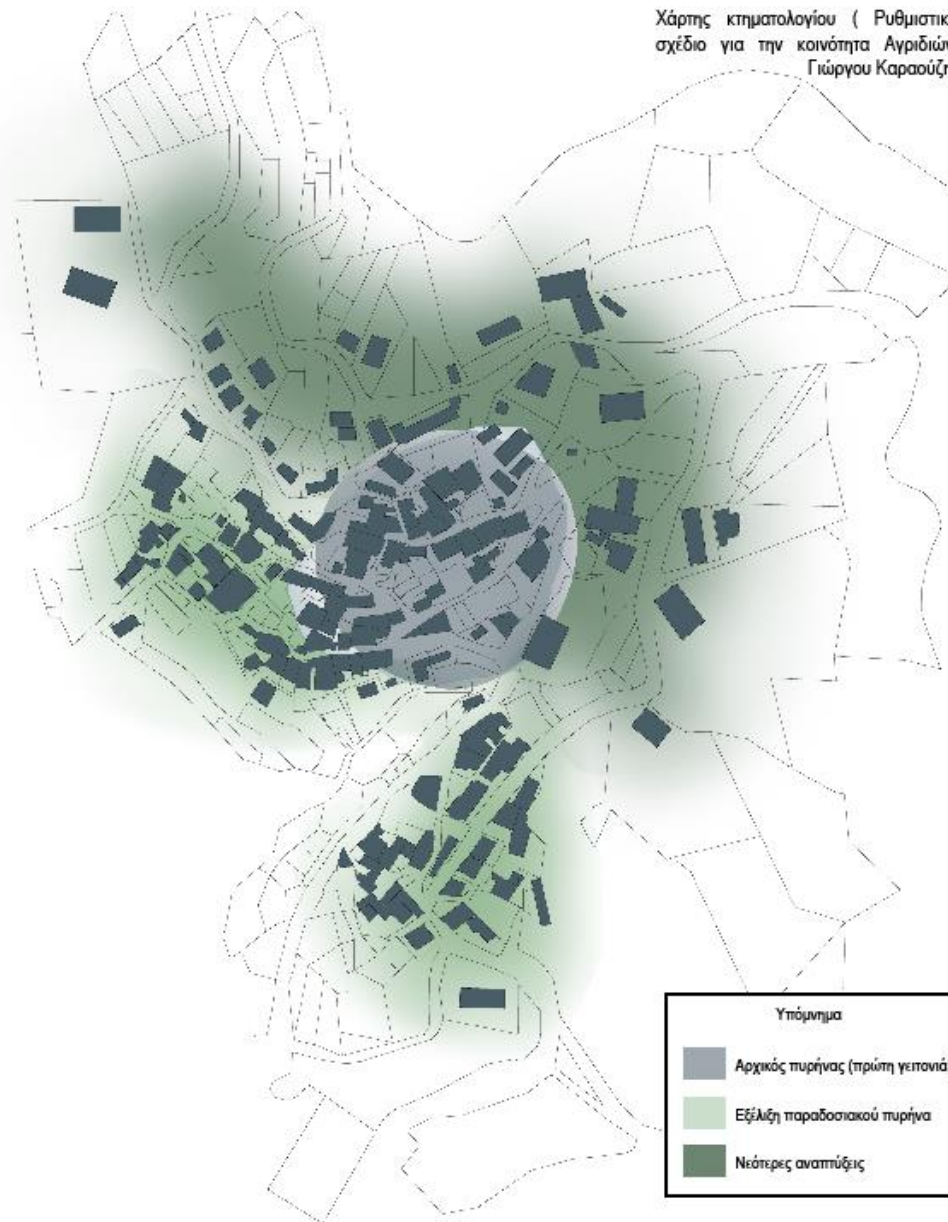 Χάρτης κτηματολογίου ( Ρυθμιστικ
σχέδιο για την κοινότητα Αγριδιών
Γιώργου Καραούζη
Υπόμνημα
Αρχικός πυρήνας (πρώτη γειτονιά
Εξέλιξη παραδοσιακού πυρήνα
Νεότερες αναπτύξεις